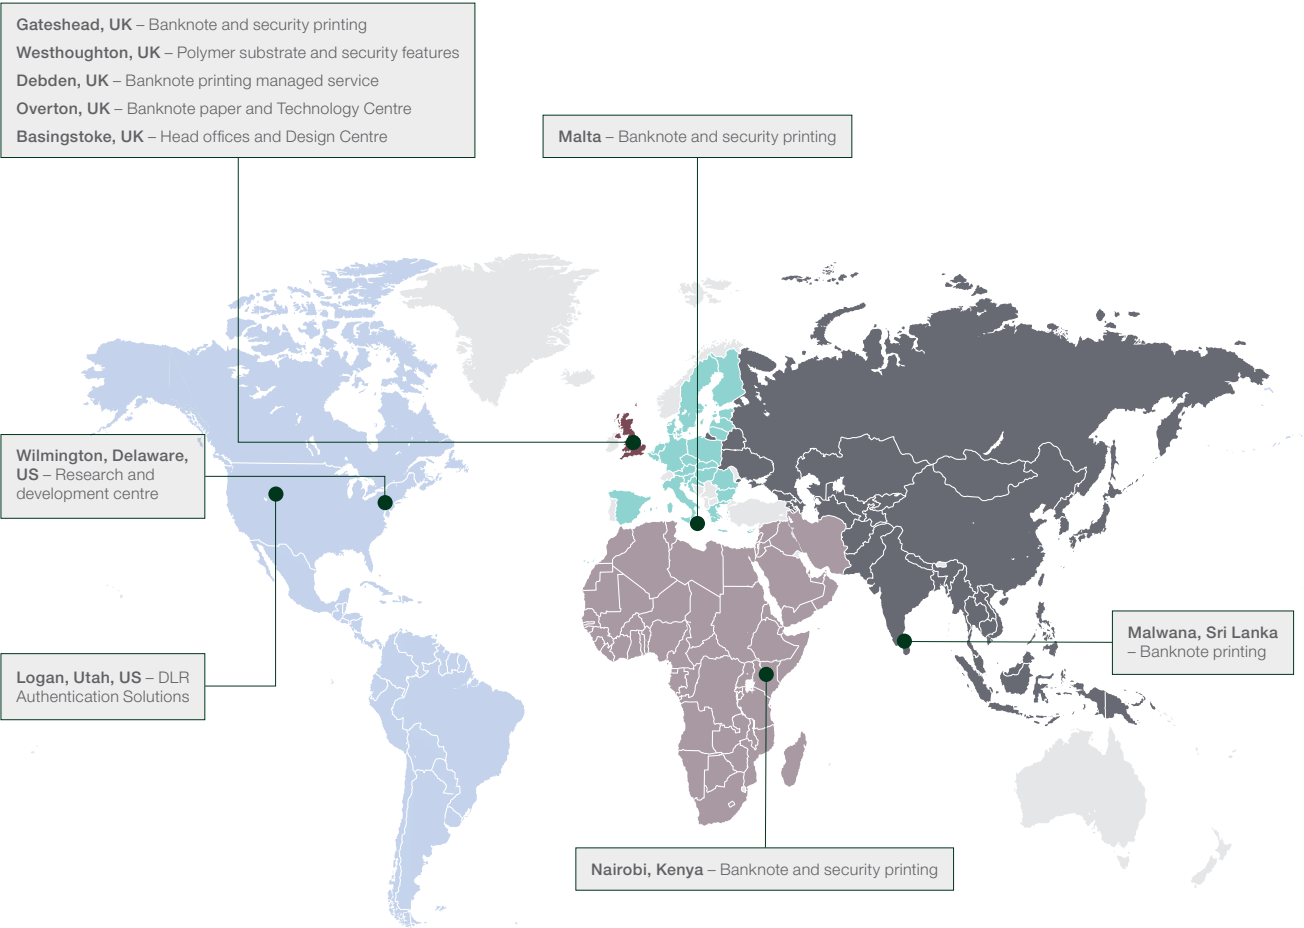 Gateshead, UK – Banknote and security printing
Westhoughton, UK – Polymer substrate and security features
Debden, UK – Banknote printing managed service
Overton, UK – Banknote paper and Technology Centre
Basingstoke, UK – Head offices and Design Centre
Malta – Banknote and security printing
Wilmington, Delaware,
US – Research and
development centre
Malwana, Sri Lanka
– Banknote printing
Logan, Utah, US – DLR
Authentication Solutions
Nairobi, Kenya – Banknote and security printing